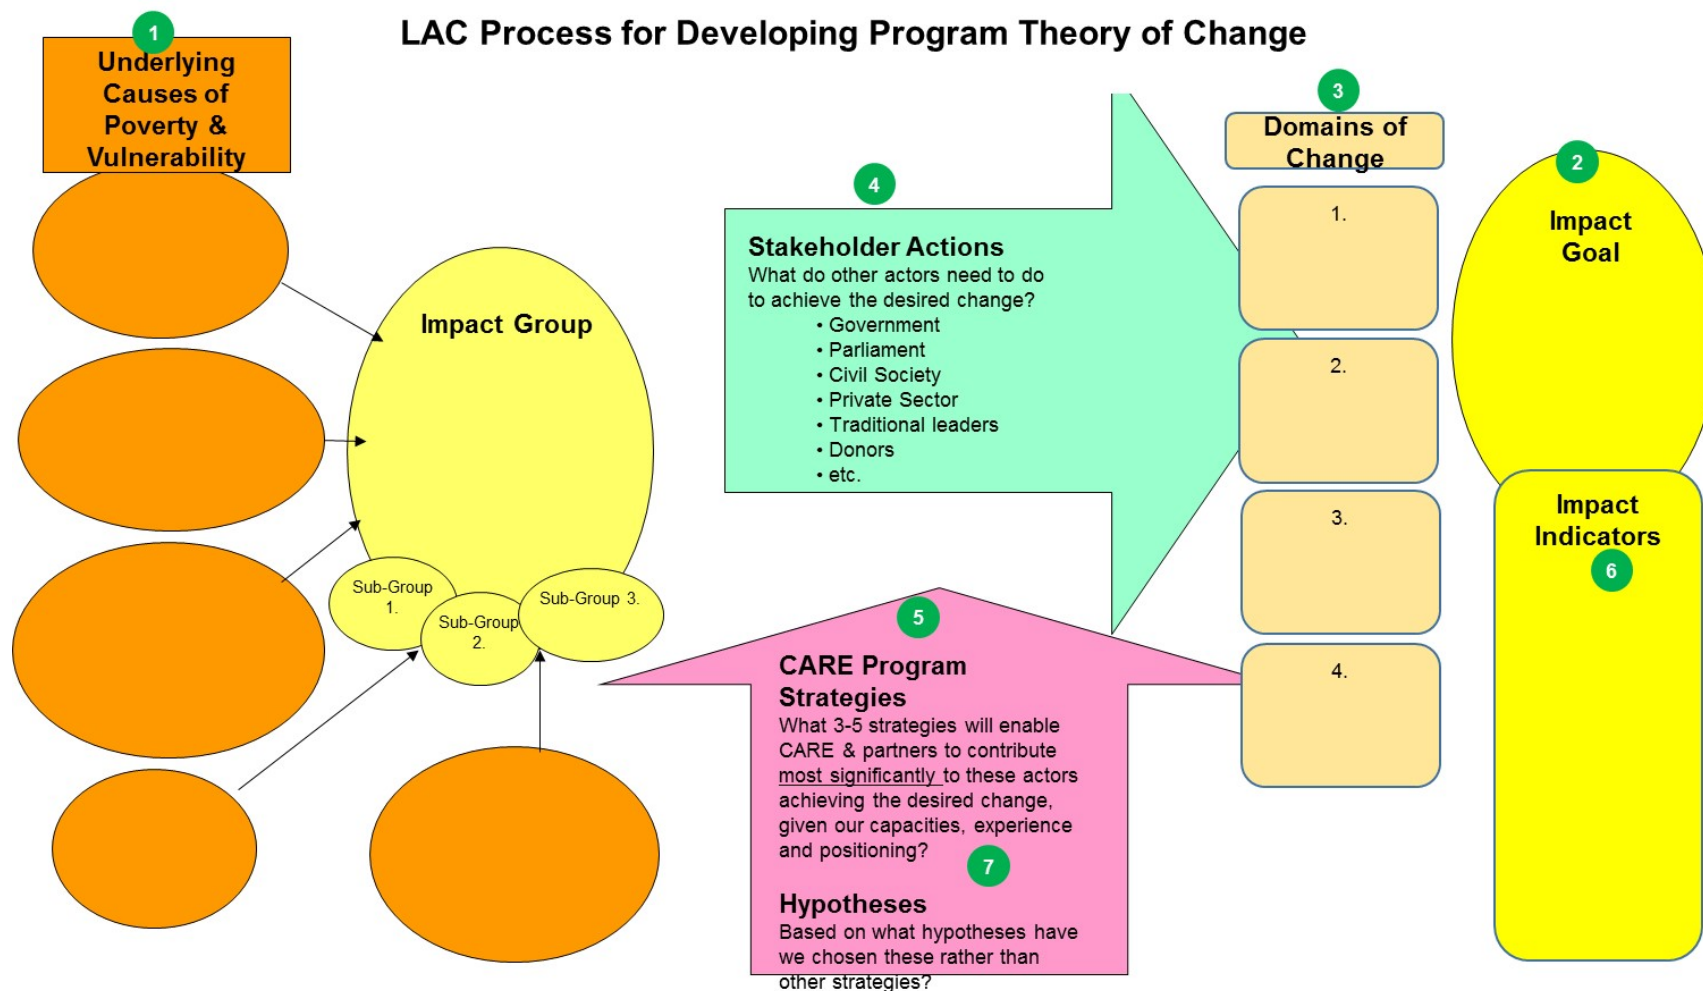 LAC Process for Developing Program Theory of Change
1
Underlying
Causes of
Poverty &
Vulnerability
Impact Group
Sub-Group
1.
Sub-Group
2.
Sub-Group 3.
4
Stakeholder Actions
What do other actors need to do
to achieve the desired change?
• Government
• Parliament
• Civil Society
• Private Sector
• Traditional leaders
• Donors
• etc.
5
CARE Program
Strategies
What 3-5 strategies will enable
CARE & partners to contribute
most significantly to these actors
achieving the desired change,
given our capacities, experience
and positioning?
7
Hypotheses
Based on what hypotheses have
we chosen these rather than
other strategies?
3
Domains of
Change
1.
2.
3.
4.
2
Impact
Goal
Impact
Indicators
6